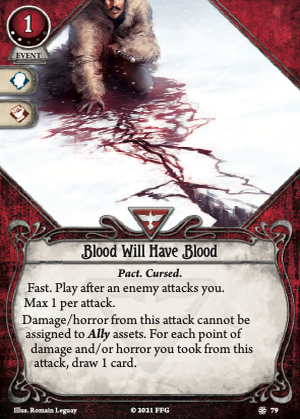 1
EVENT
Blood Will Have Blood
Pact. Cursed.
Fast. Play after an enemy attacks you.
Max 1 per attack.
Damage/horror from this attack cannot be
assigned to Ally assets. For each point of
damage and/or horror you took from this
attack, draw 1 card.
Illus. Romain Leguay
© 2021 FFG
79